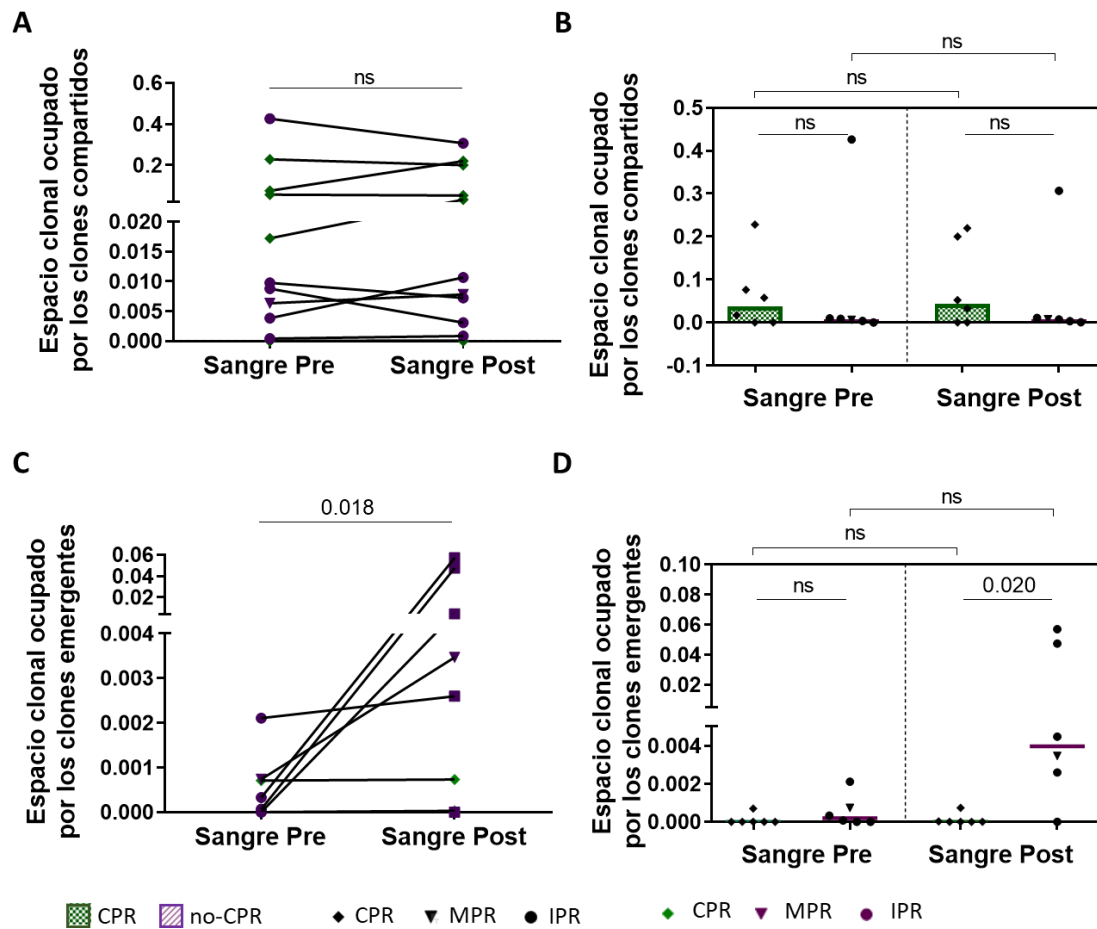 A
Espacio clonal ocupado
por los clones compartidos
0.6
0.4
0.2
0.020
0.015
0.010
0.005
0.000
ns
Sangre Pre
Sangre Post
B
Espacio clonal ocupado
por los clones compartidos
0.5
0.4
0.3
0.2
0.1
0.0
-0.1
ns
ns
ns
ns
Sangre Pre
Sangre Post
C
Espacio clonal ocupado
por los clones emergentes
0.06
0.04
0.02
0.004
0.003
0.002
0.001
0.000
0.018
Sangre Pre
Sangre Post
D
Espacio clonal ocupado
por los clones emergentes
0.10
0.08
0.06
0.04
0.02
0.004
0.002
0.000
ns
ns
ns
0.020
Sangre Pre
Sangre Post
CPR no-CPR CPR MPR IPR CPR MPR IPR